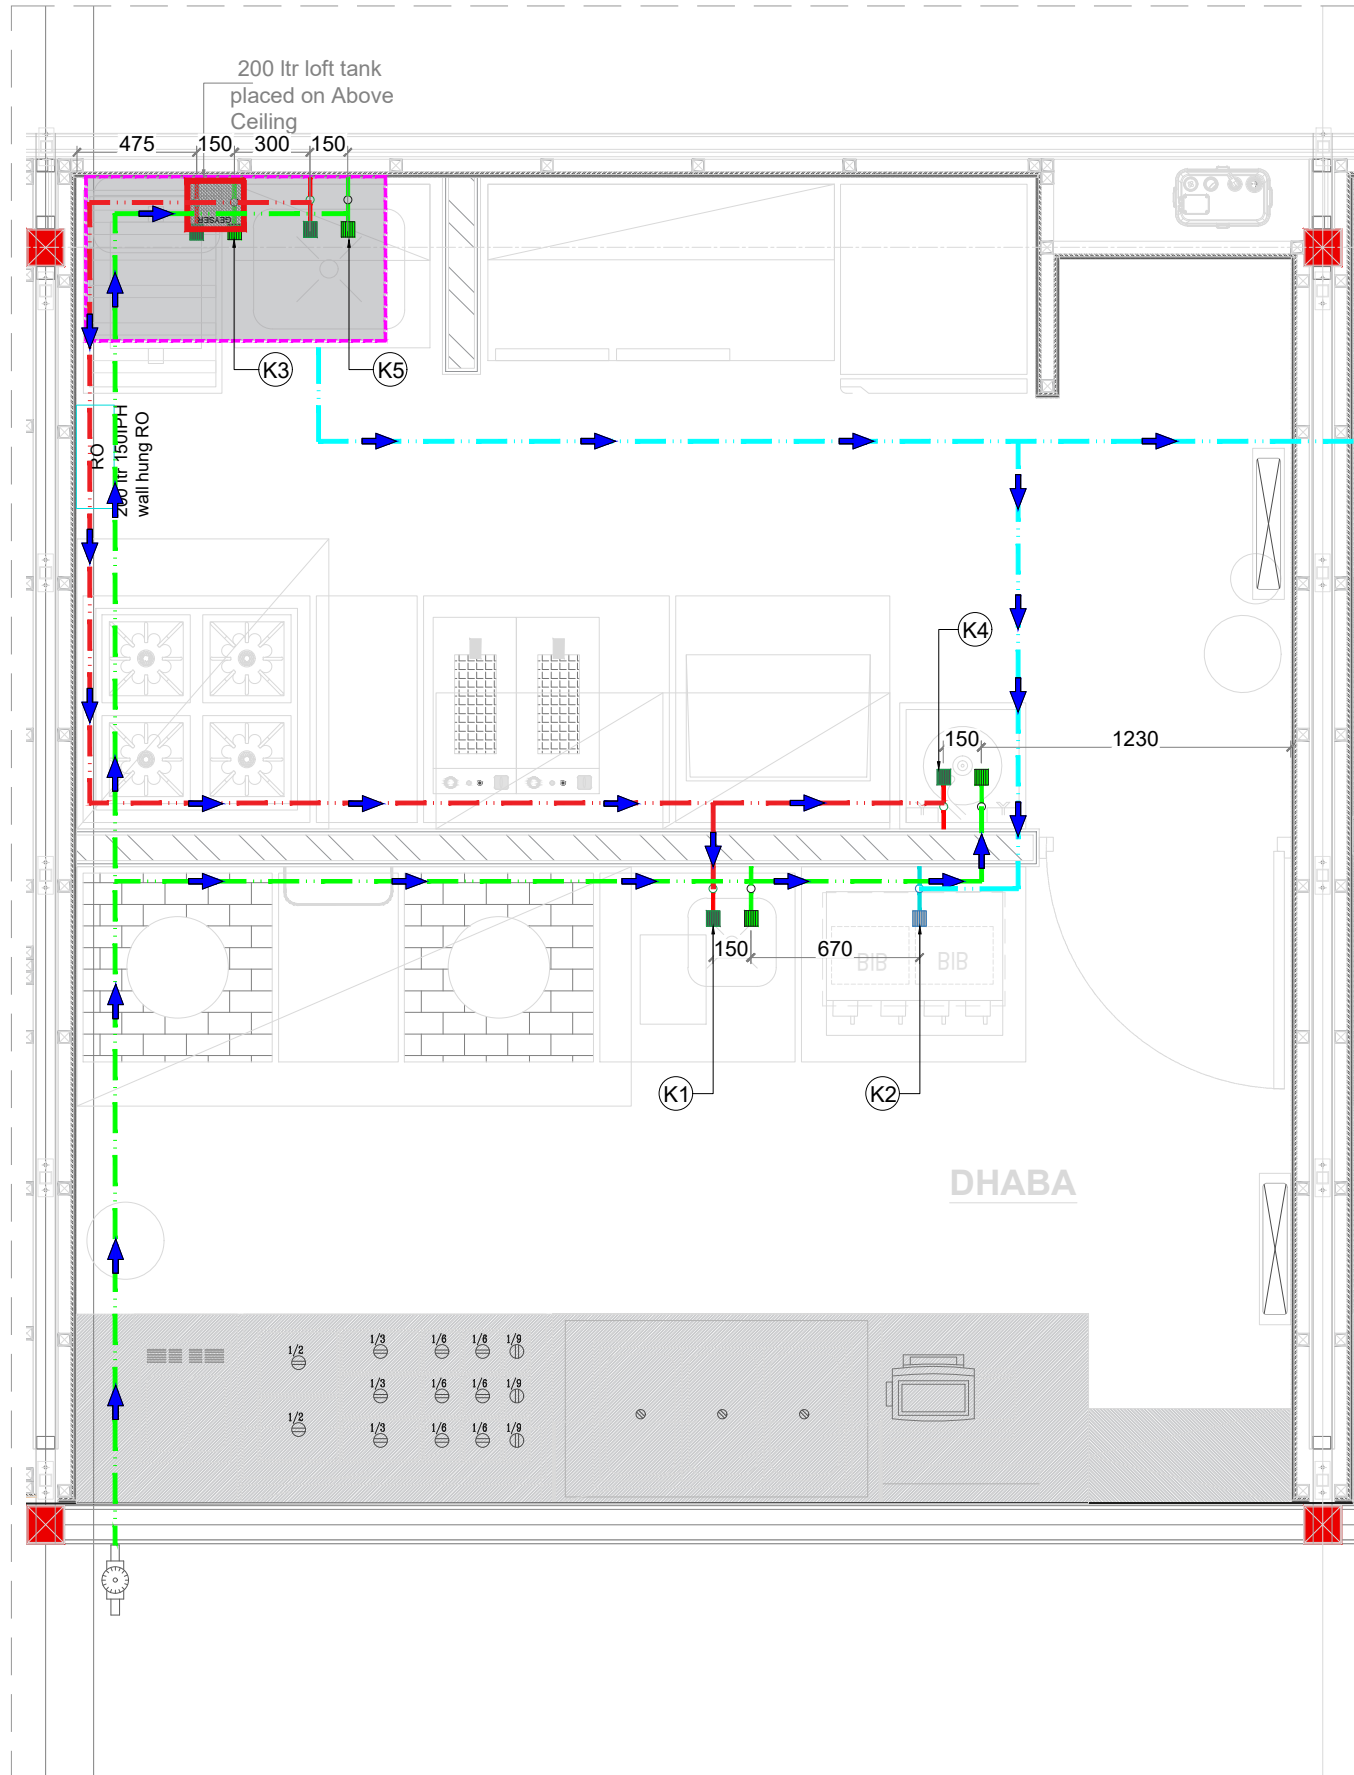 200 ltr loft tank
placed on Above
Ceiling
475 150 300 150
GEYSER
K3 K5
RO
200 ltr 150lPH
wall hung RO
K4
150 1230
150 670
BIB BIB
K1 K2
DHABA
1/2 1/3 1/6 1/6 1/9
1/3 1/6 1/6 1/9
1/2 1/3 1/6 1/6 1/9